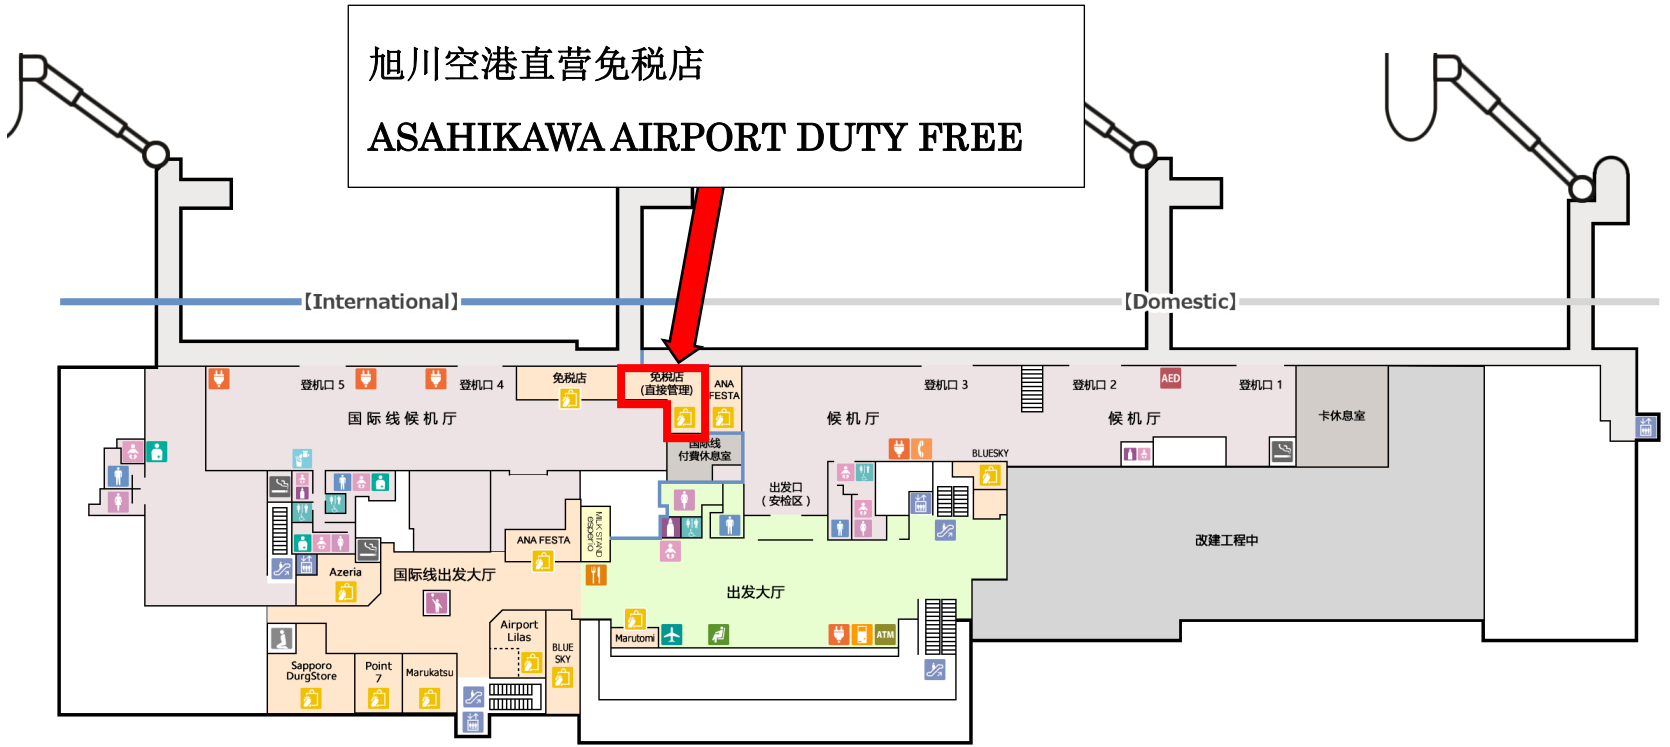 旭川空港直营免税店
ASAHIKAWA AIRPORT DUTY FREE
【International】
【Domestic】
登机口 5
登机口 4
免税店
免税店
(直接管理)
ANA
FESTA
登机口 3
登机口 2
AED
登机口 1
国际线候机厅
候机厅
候机厅
卡休息室
国际线
付費休息室
BLUESKY
出发口
(安检区)
MILK STAND
esperio
ANA FESTA
改建工程中
Azeria
国际线出发大厅
出发大厅
Airport
Lilas
Marutomi
ATM
BLUE
SKY
Sapporo
DurgStore
Point
7
Marukatsu